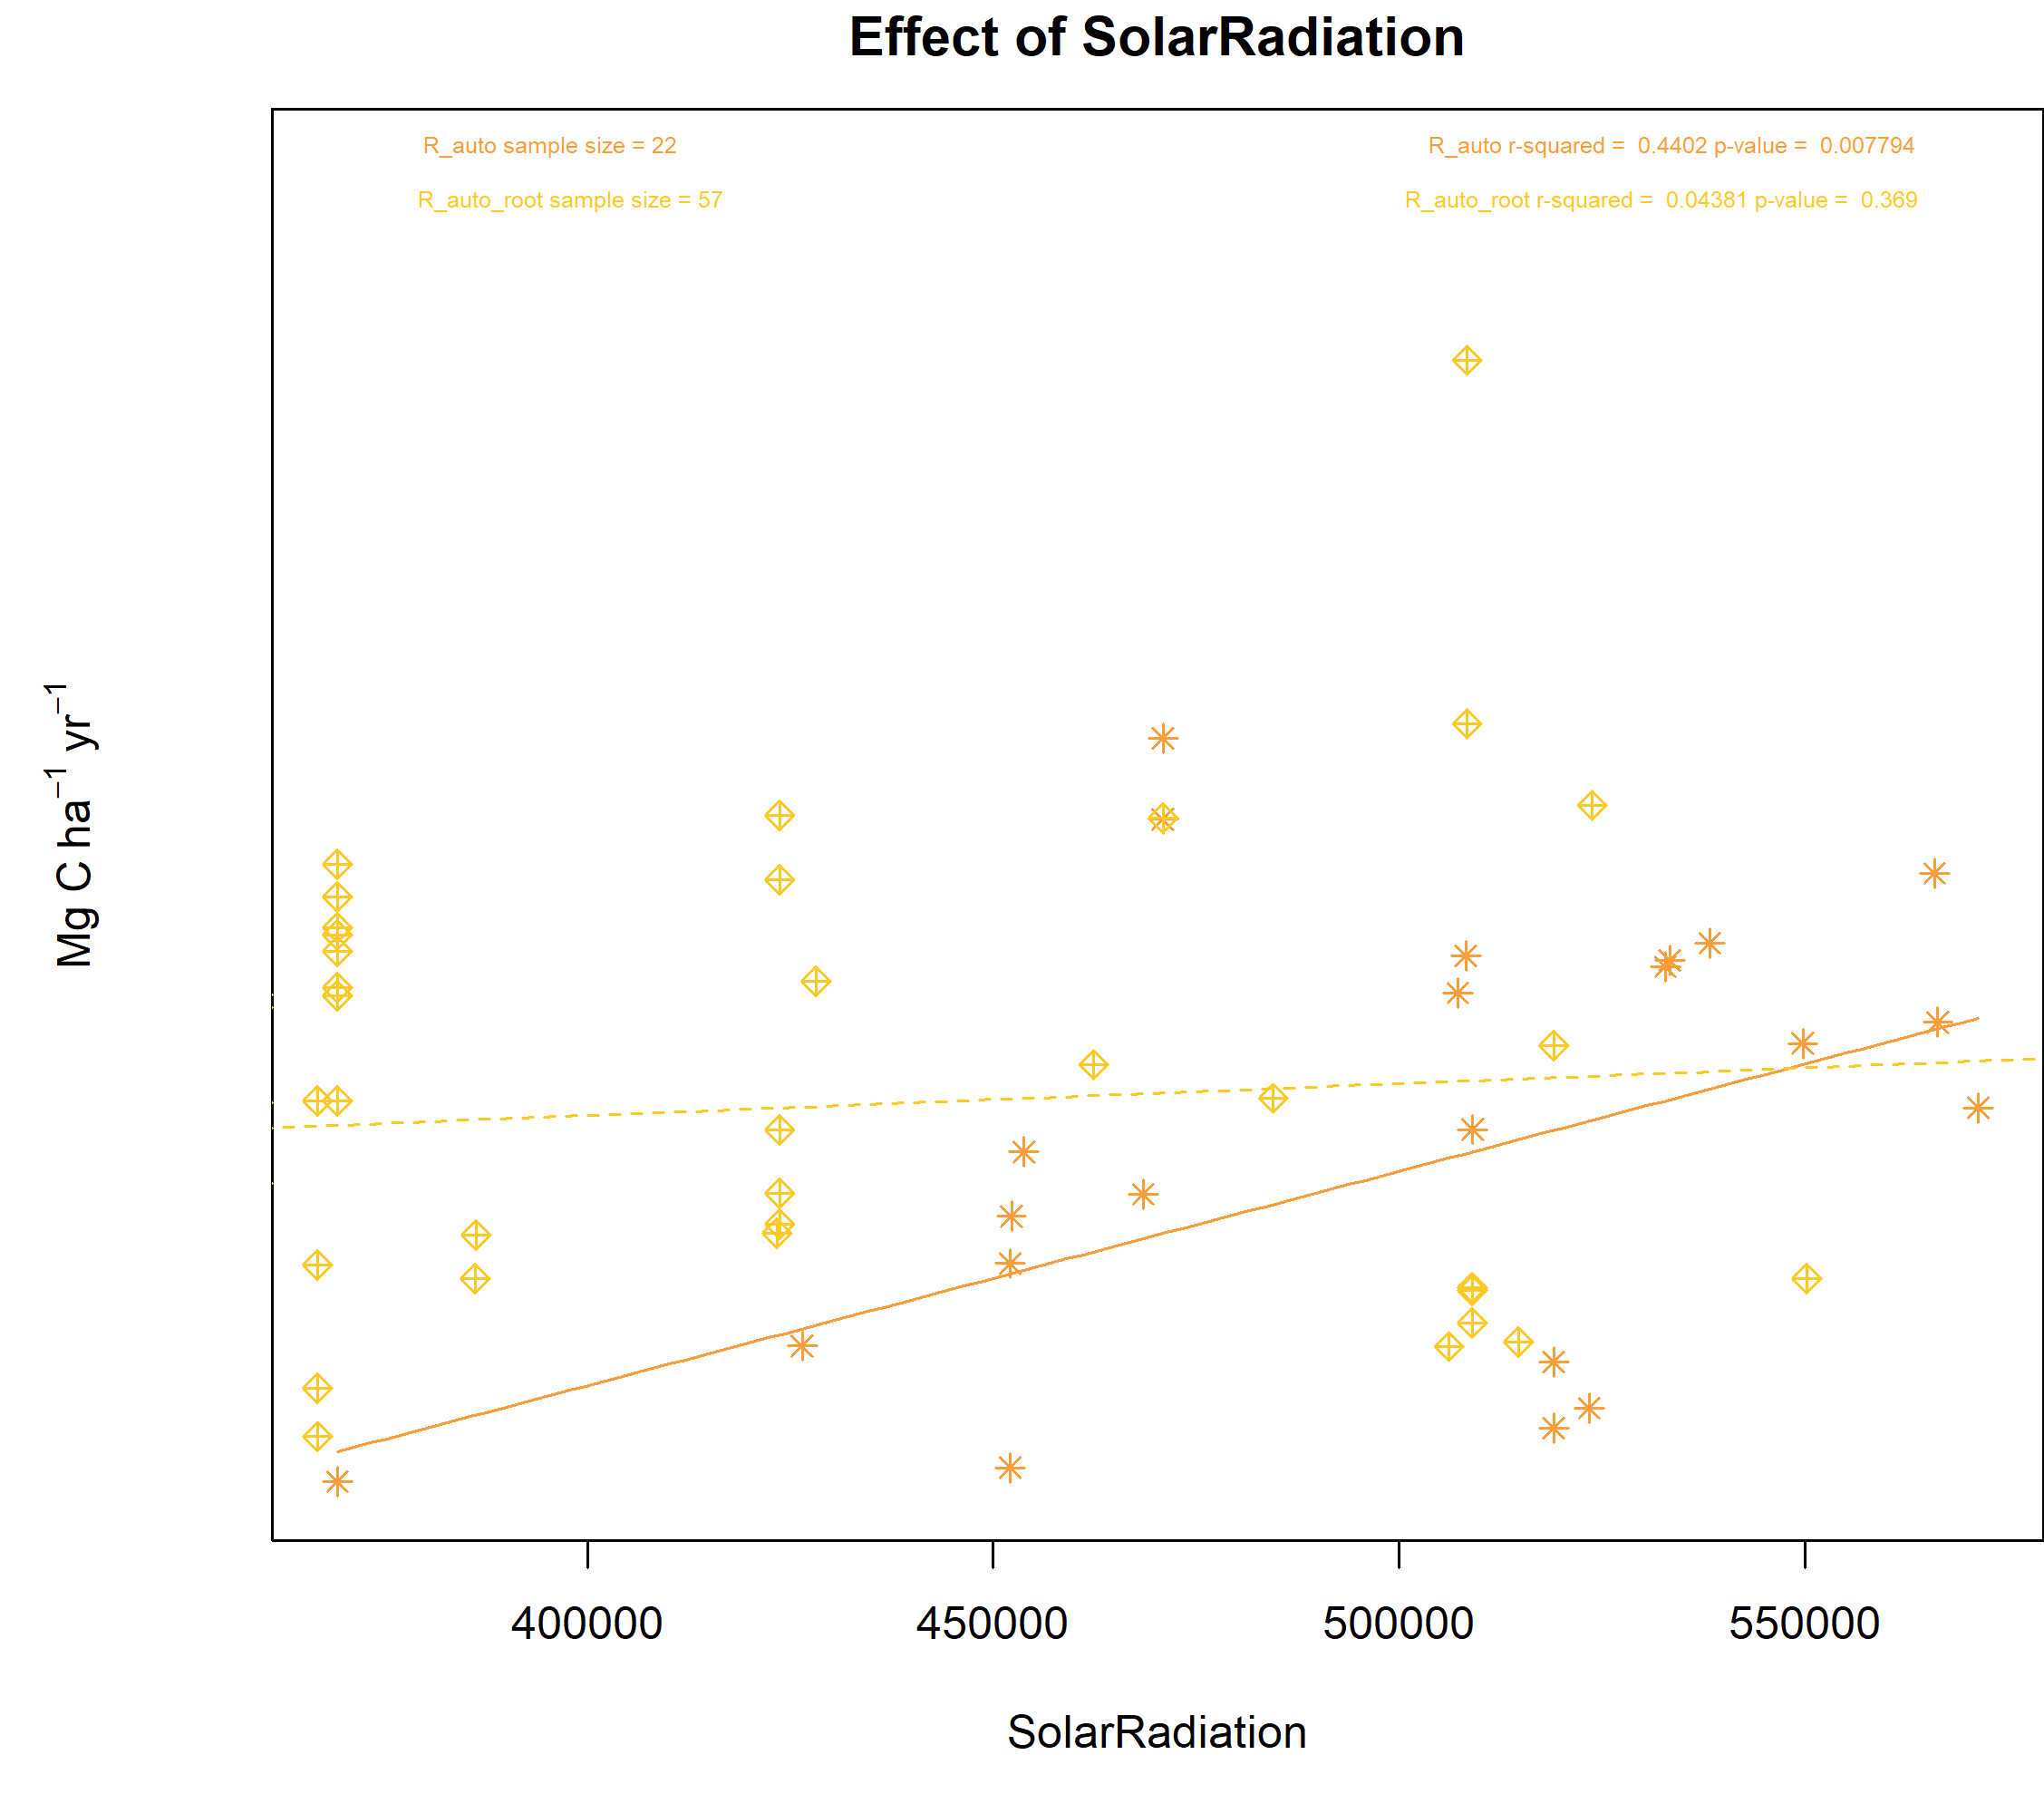 Effect of SolarRadiation
R_auto sample size = 22
R_auto r-squared = 0.4402 p-value = 0.007794
R_auto_root sample size = 57
R_auto_root r-squared = 0.04381 p-value = 0.369
Mg C ha⁻¹ yr⁻¹
400000 450000 500000 550000
SolarRadiation